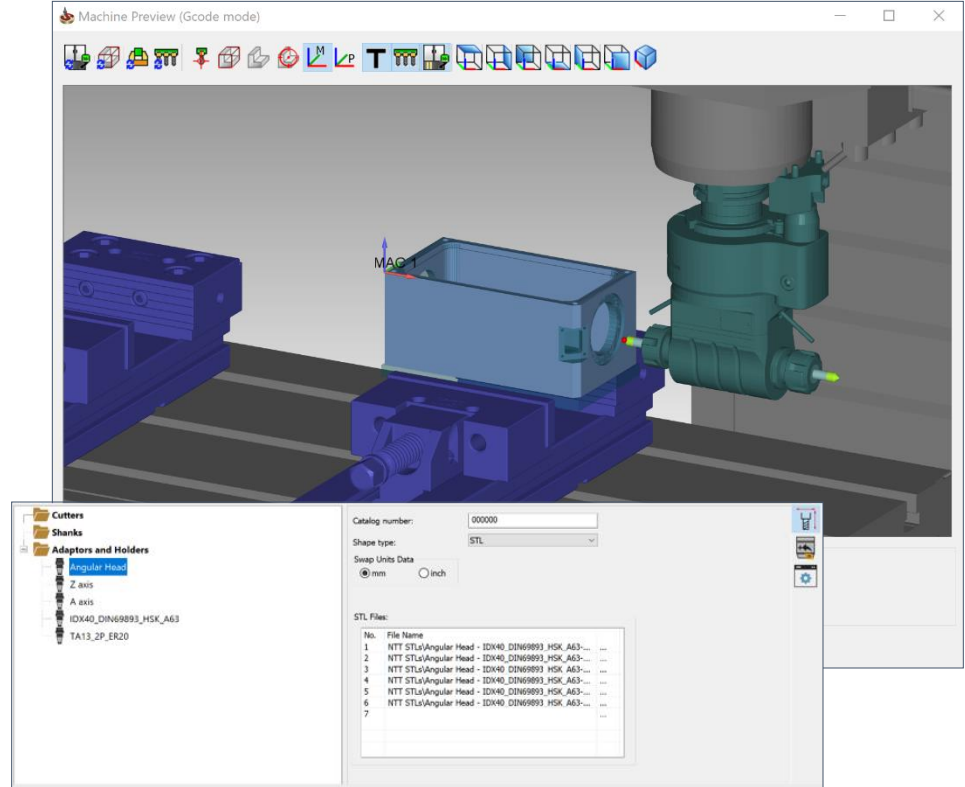 Machine Preview (Gcode mode)
M
P
T
MAG 1
Cutters
Shanks
Adaptors and Holders
Angular Head
Z axis
A axis
IDX40_DIN69893_HSK_A63
TA13_2P_ER20
Catalog number: 000000
Shape type: STL
Swap Units Data
mm inch
STL Files:
No. File Name
1 NTT STLs\Angular Head - IDX40_DIN69893_HSK_A63-... ...
2 NTT STLs\Angular Head - IDX40_DIN69893_HSK_A63-... ...
3 NTT STLs\Angular Head - IDX40_DIN69893_HSK_A63-... ...
4 NTT STLs\Angular Head - IDX40_DIN69893_HSK_A63-... ...
5 NTT STLs\Angular Head - IDX40_DIN69893_HSK_A63-... ...
6 NTT STLs\Angular Head - IDX40_DIN69893_HSK_A63-... ...
7 ...